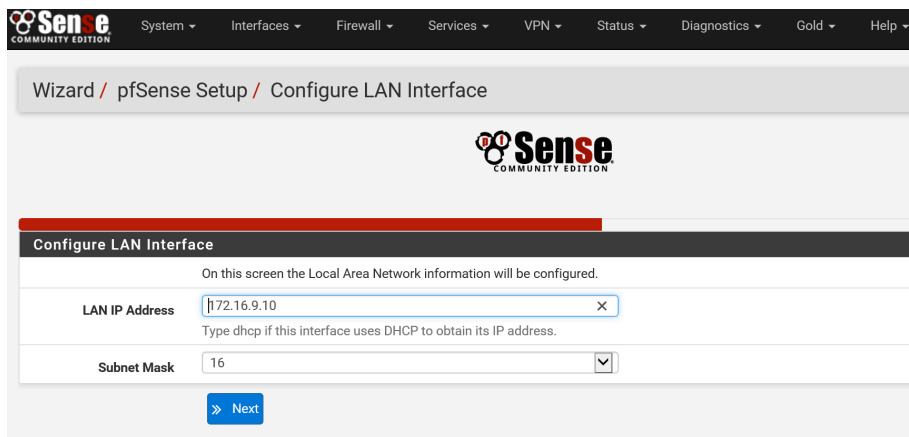 pfSense System Interfaces Firewall Services VPN Status Diagnostics Gold Help
COMMUNITY EDITION
Wizard / pfSense Setup / Configure LAN Interface
pfSense
COMMUNITY EDITION
Configure LAN Interface
On this screen the Local Area Network information will be configured.
LAN IP Address 172.16.9.10
Type dhcp if this interface uses DHCP to obtain its IP address.
Subnet Mask 16
» Next